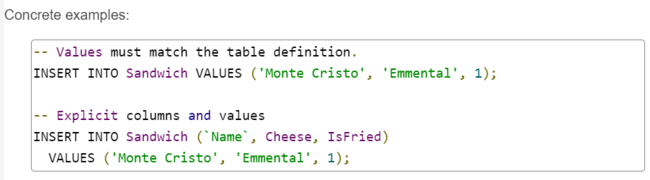 Concrete examples:
-- Values must match the table definition.
INSERT INTO Sandwich VALUES ('Monte Cristo', 'Emmental', 1);
-- Explicit columns and values
INSERT INTO Sandwich (`Name`, Cheese, IsFried)
VALUES ('Monte Cristo', 'Emmental', 1);